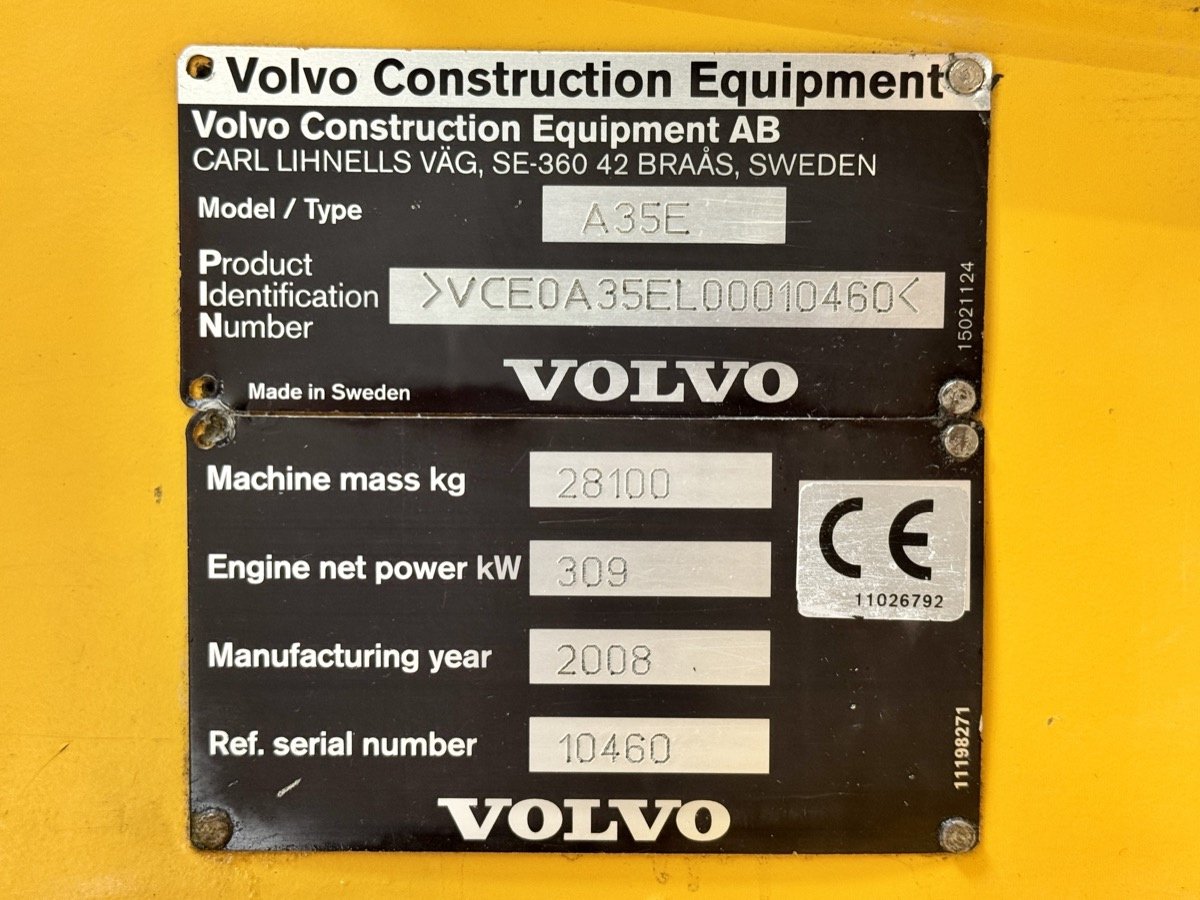 Volvo Construction Equipment
Volvo Construction Equipment AB
CARL LIHNELLS VÄG, SE-360 42 BRAÅS, SWEDEN
Model / Type A35E
Product
Identification
Number
>VCE0A35EL00010460<
15021124
Made in Sweden
VOLVO
Machine mass kg 28100
Engine net power kW 309
CE
11026792
Manufacturing year 2008
Ref. serial number 10460
11198271
VOLVO